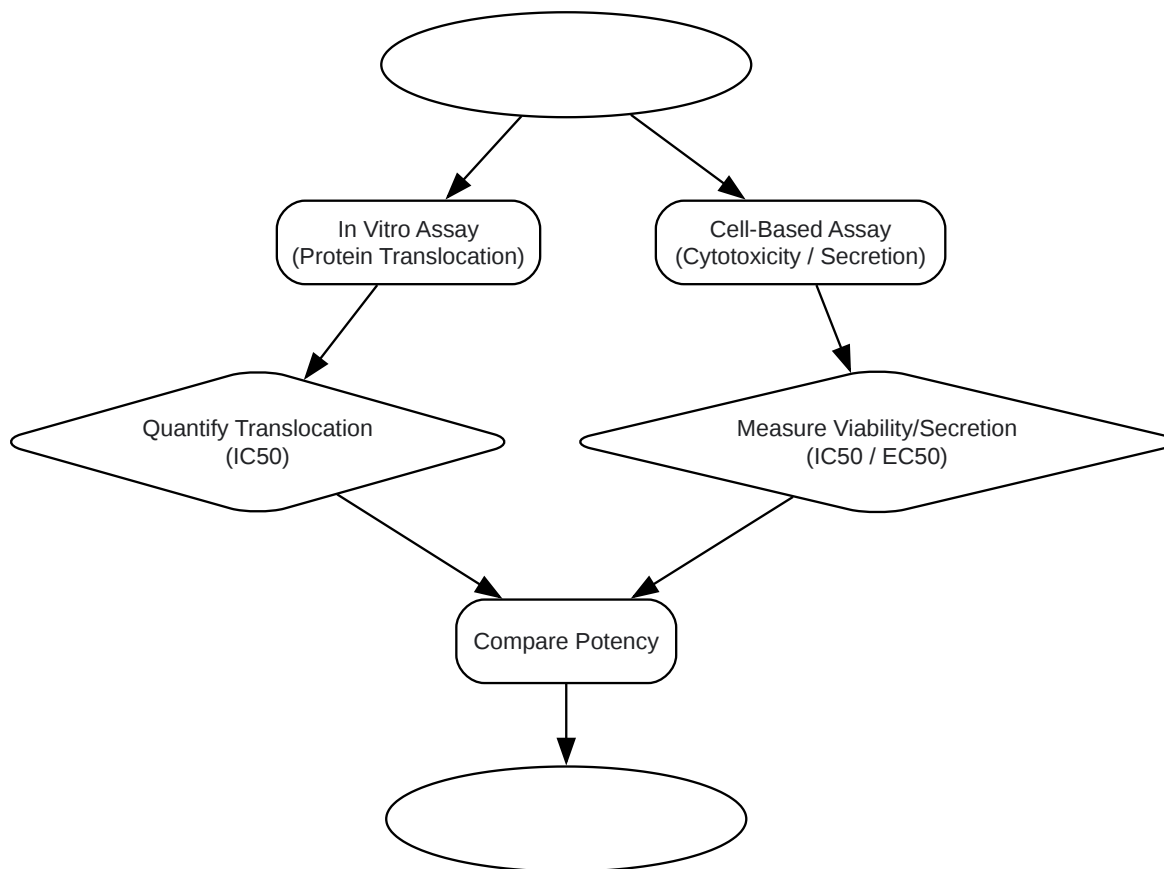 In Vitro Assay
(Protein Translocation)
Cell-Based Assay
(Cytotoxicity / Secretion)
Quantify Translocation
(IC50)
Measure Viability/Secretion
(IC50 / EC50)
Compare Potency